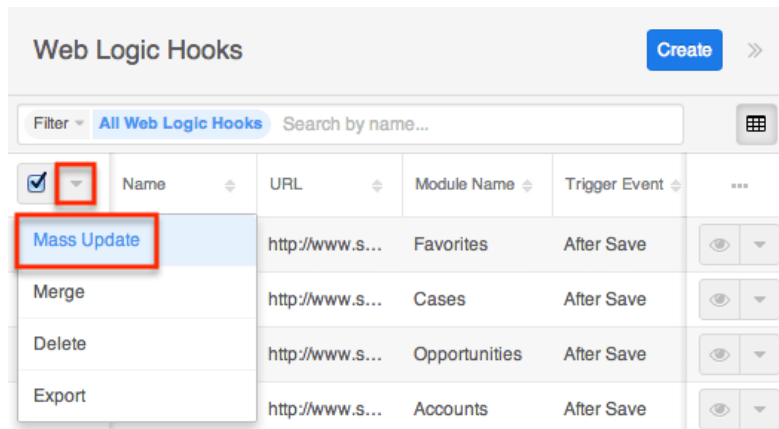 Web Logic Hooks Create
Filter All Web Logic Hooks Search by name...
Name URL Module Name Trigger Event
Mass Update http://www.s... Favorites After Save
Merge http://www.s... Cases After Save
Delete http://www.s... Opportunities After Save
Export http://www.s... Accounts After Save